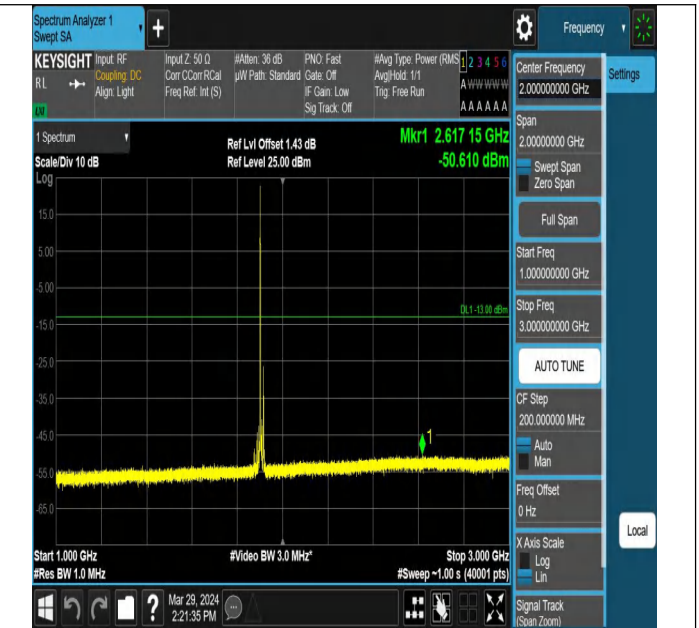 Spectrum Analyzer 1
Swept SA
+
Frequency
KEYSIGHT
RL
Input: RF
Coupling: DC
Align: Light
Input Z: 50 Ω
Corr CCorr RCal
Freq Ref: Int (S)
#Atten: 36 dB
µW Path: Standard
PNO: Fast
Gate: Off
IF Gain: Low
Sig Track: Off
#Avg Type: Power (RMS
Avg|Hold: 1/1
Trig: Free Run
1 2 3 4 5 6
A W W W W W
A A A A A A
1 Spectrum
Scale/Div 10 dB
Log
Ref Lvl Offset 1.43 dB
Ref Level 25.00 dBm
Mkr1 2.617 15 GHz
-50.610 dBm
15.0
5.00
-5.00
-15.0
-25.0
-35.0
-45.0
-55.0
-65.0
DL1 -13.00 dBm
1
Start 1.000 GHz
#Res BW 1.0 MHz
#Video BW 3.0 MHz*
Stop 3.000 GHz
#Sweep ~1.00 s (40001 pts)
?
Mar 29, 2024
2:21:35 PM
Center Frequency
2.000000000 GHz
Settings
Span
2.00000000 GHz
Swept Span
Zero Span
Full Span
Start Freq
1.000000000 GHz
Stop Freq
3.000000000 GHz
AUTO TUNE
CF Step
200.000000 MHz
Auto
Man
Freq Offset
0 Hz
X Axis Scale
Log
Lin
Local
Signal Track
(Span Zoom)